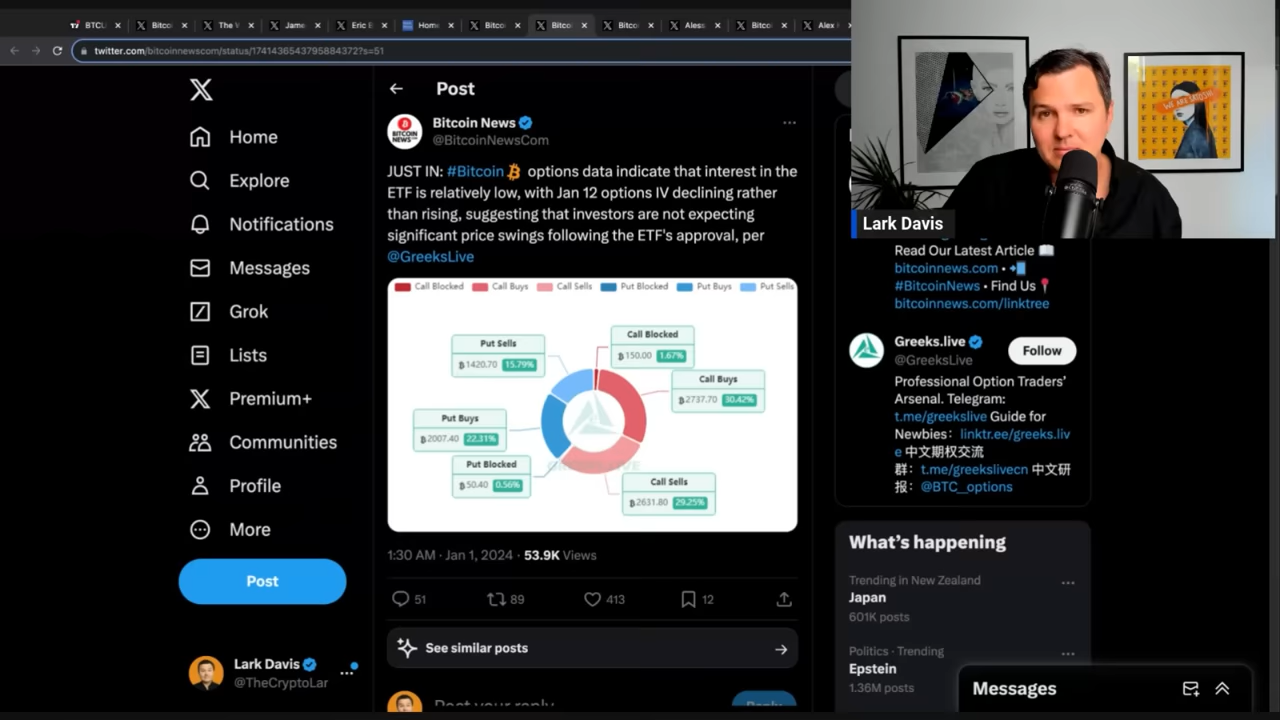 BTCU
Bitco
The V
Jame
Eric B
Home
Bitco
Bitco
Bitco
Aless
Bitco
Alex
twitter.com/bitcoinnewscom/status/1741436543795884372?s=51
Home
Explore
Notifications
Messages
Grok
Lists
Premium+
Communities
Profile
More
Post
Lark Davis
@TheCryptoLar
Post
BITCOIN
NEWS
Bitcoin News
@BitcoinNewsCom
JUST IN: #Bitcoin options data indicate that interest in the
ETF is relatively low, with Jan 12 options IV declining rather
than rising, suggesting that investors are not expecting
significant price swings following the ETF's approval, per
@GreeksLive
Call Blocked Call Buys Call Sells Put Blocked Put Buys Put Sells
Call Blocked
₿150.00 1.67%
Put Sells
₿1420.70 15.79%
Call Buys
₿2737.70 30.42%
Put Buys
₿2007.40 22.31%
Put Blocked
₿50.40 0.56%
Call Sells
₿2631.80 29.25%
1:30 AM · Jan 1, 2024 · 53.9K Views
51 89 413 12
See similar posts
Post your reply
Reply
Lark Davis
Read Our Latest Article
bitcoinnews.com •
#BitcoinNews • Find Us
bitcoinnews.com/linktree
Greeks.live
@GreeksLive
Follow
Professional Option Traders'
Arsenal. Telegram:
t.me/greekslive Guide for
Newbies： linktr.ee/greeks.liv
e 中文期权交流
群：t.me/greekslivecn 中文研
报：@BTC__options
What's happening
Trending in New Zealand
Japan
601K posts
Politics · Trending
Epstein
1.36M posts
Messages